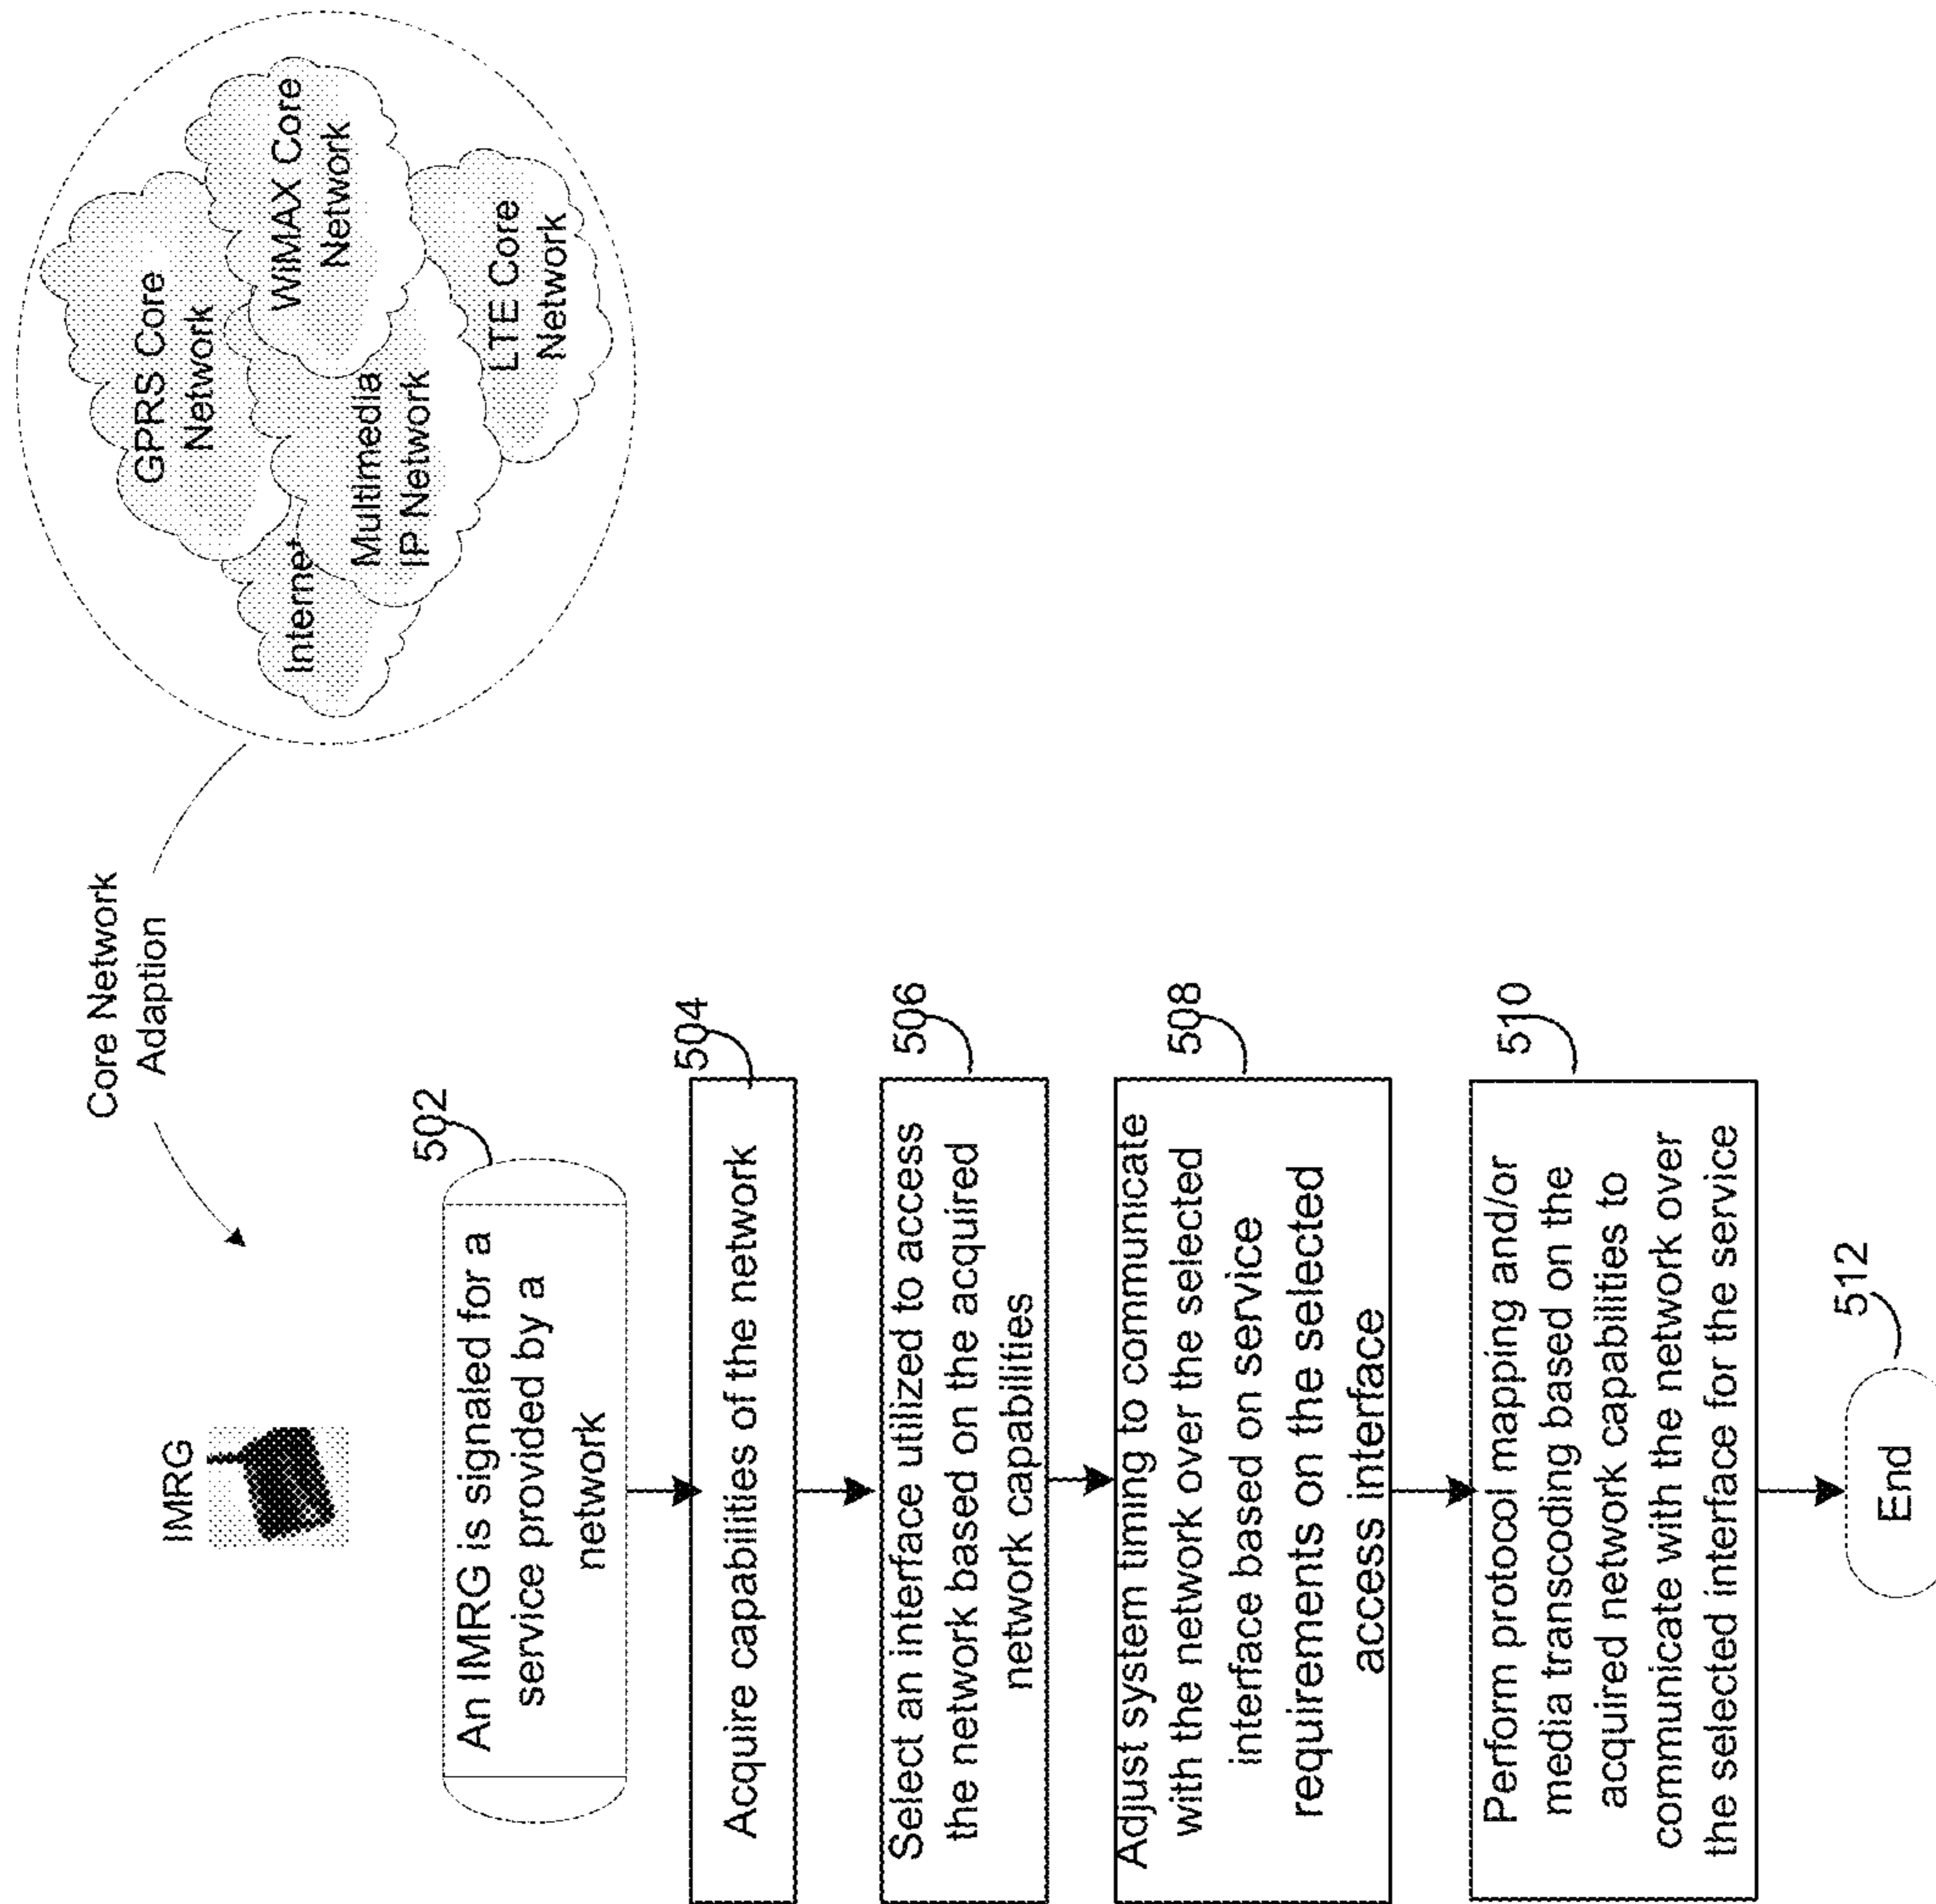 IMRG
Core Network
Adaption
GPRS Core
Network
WiMAX Core
Network
Internet
Multimedia
IP Network
LTE Core
Network
502
An IMRG is signaled for a
service provided by a
network
504
Acquire capabilities of the network
506
Select an interface utilized to access
the network based on the acquired
network capabilities
508
Adjust system timing to communicate
with the network over the selected
interface based on service
requirements on the selected
access interface
510
Perform protocol mapping and/or
media transcoding based on the
acquired network capabilities to
communicate with the network over
the selected interface for the service
512
End